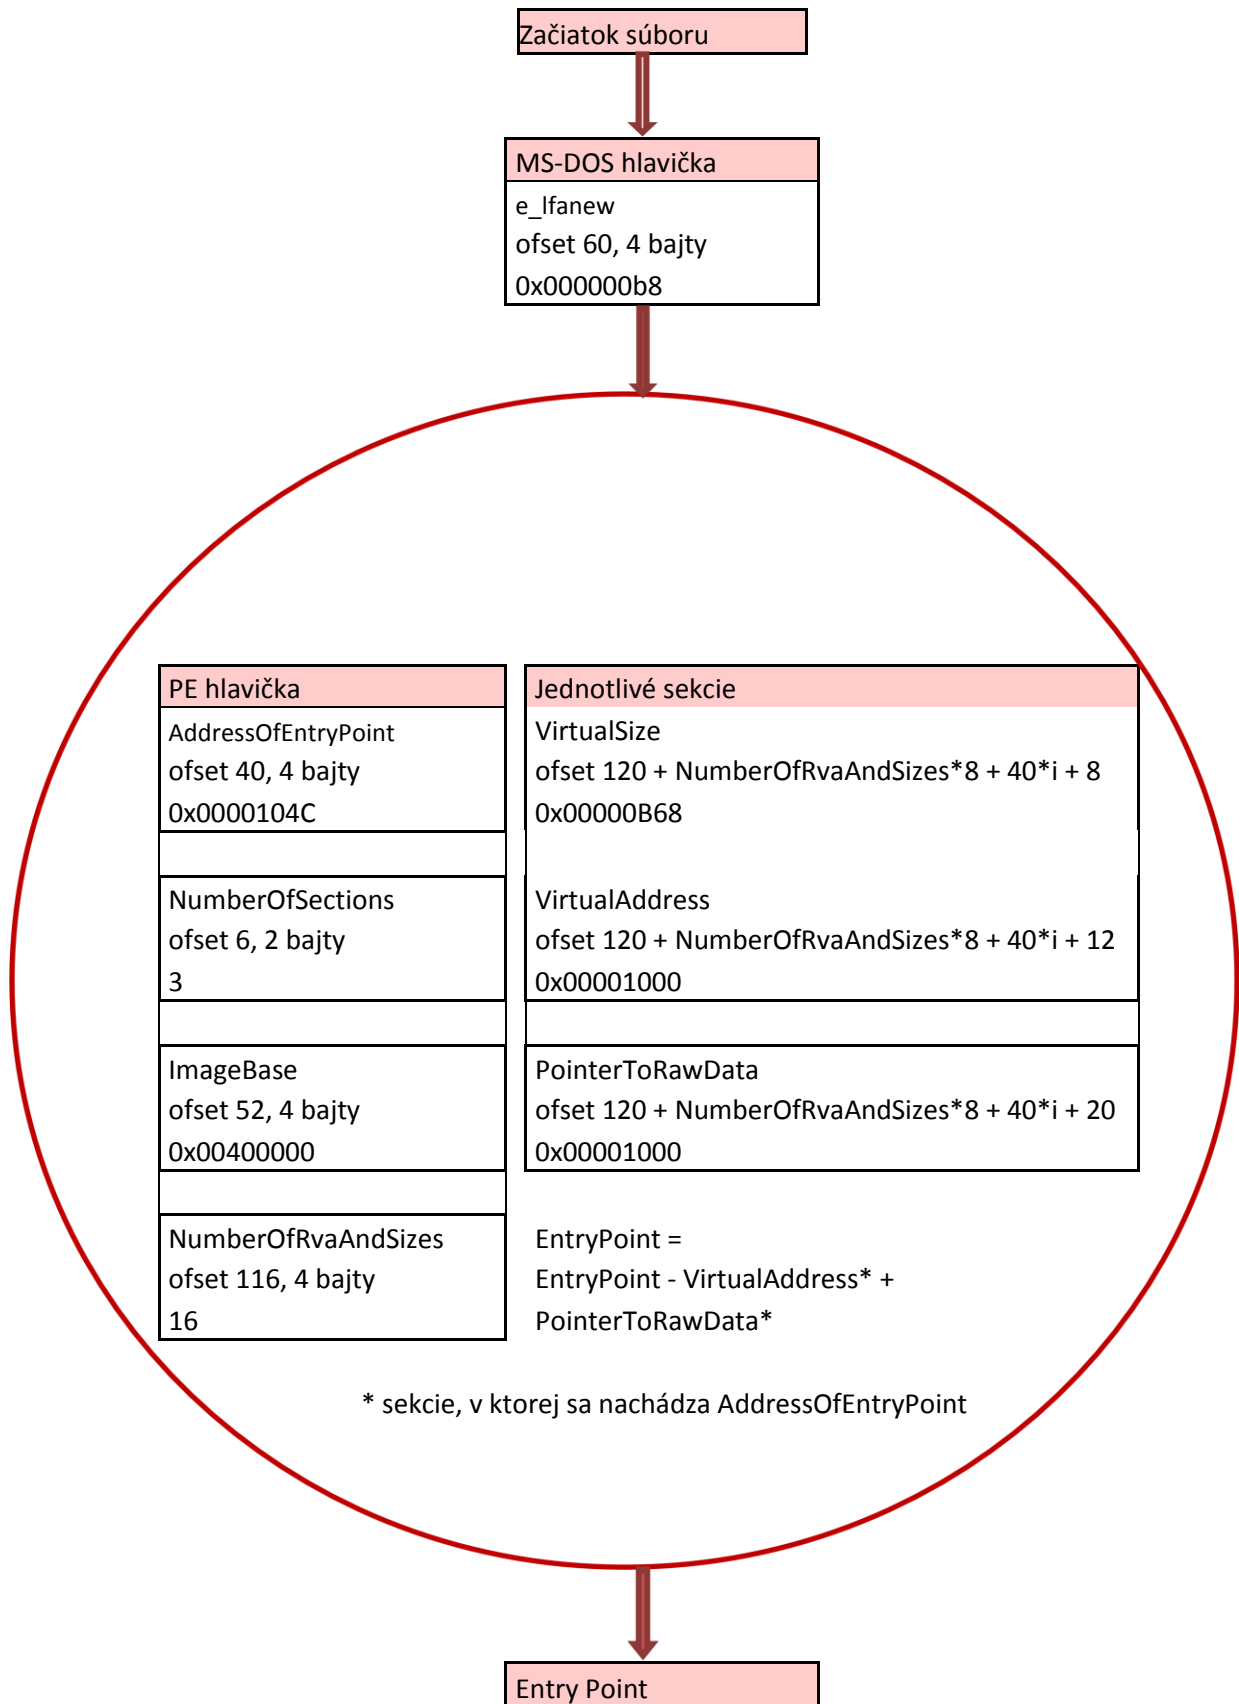 Začiatok súboru
MS-DOS hlavička
e_lfanew
ofset 60, 4 bajty
0x000000b8
PE hlavička
AddressOfEntryPoint
ofset 40, 4 bajty
0x0000104C
NumberOfSections
ofset 6, 2 bajty
3
ImageBase
ofset 52, 4 bajty
0x00400000
NumberOfRvaAndSizes
ofset 116, 4 bajty
16
Jednotlivé sekcie
VirtualSize
ofset 120 + NumberOfRvaAndSizes*8 + 40*i + 8
0x00000B68
VirtualAddress
ofset 120 + NumberOfRvaAndSizes*8 + 40*i + 12
0x00001000
PointerToRawData
ofset 120 + NumberOfRvaAndSizes*8 + 40*i + 20
0x00001000
EntryPoint =
EntryPoint - VirtualAddress* +
PointerToRawData*
* sekcie, v ktorej sa nachádza AddressOfEntryPoint
Entry Point